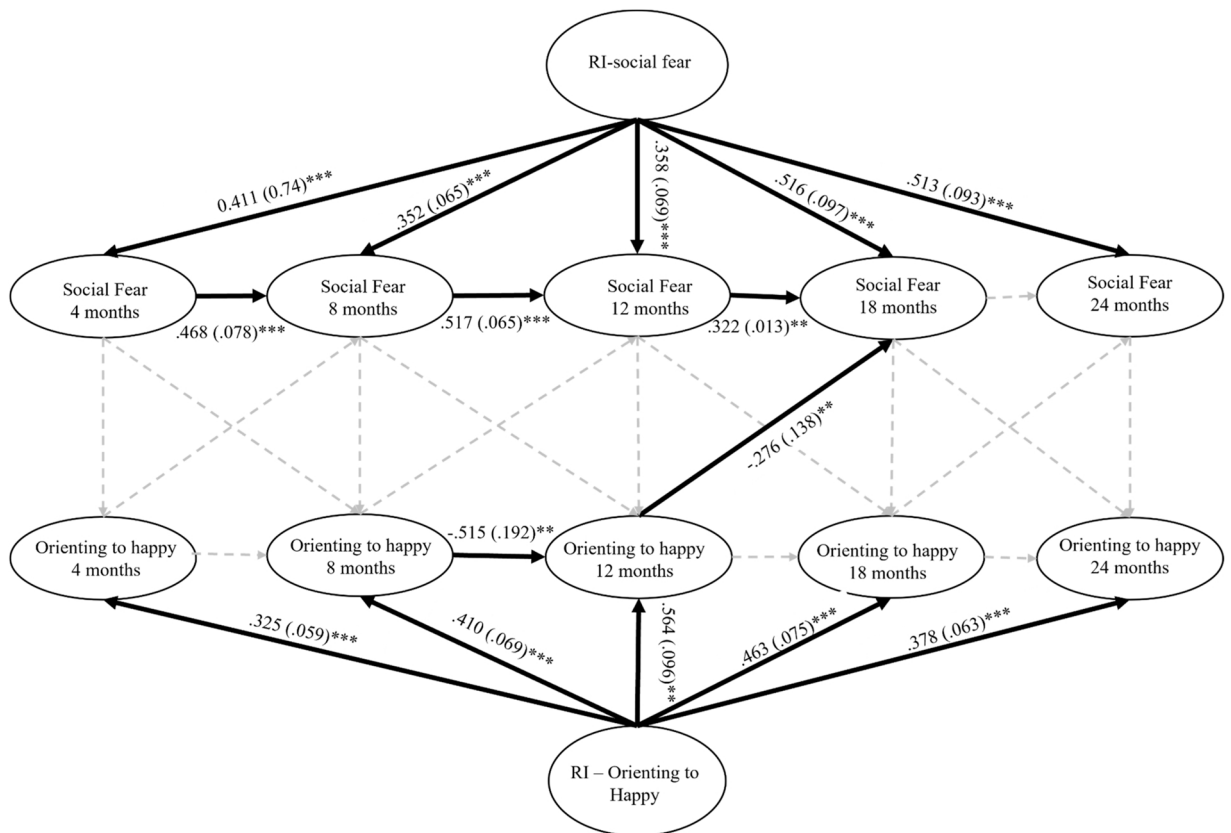 RI-social fear
0.411 (0.74)***
.352 (.065)***
.358 (.069)****
.516 (.097)***
.513 (.093)***
Social Fear
4 months
Social Fear
8 months
Social Fear
12 months
Social Fear
18 months
Social Fear
24 months
.468 (.078)***
.517 (.065)***
.322 (.013)**
-.276 (.138)**
-.515 (.192)**
Orienting to happy
4 months
Orienting to happy
8 months
Orienting to happy
12 months
Orienting to happy
18 months
Orienting to happy
24 months
.325 (.059)***
.410 (.069)***
.564 (.096)**
.463 (.075)***
.378 (.063)***
RI – Orienting to
Happy